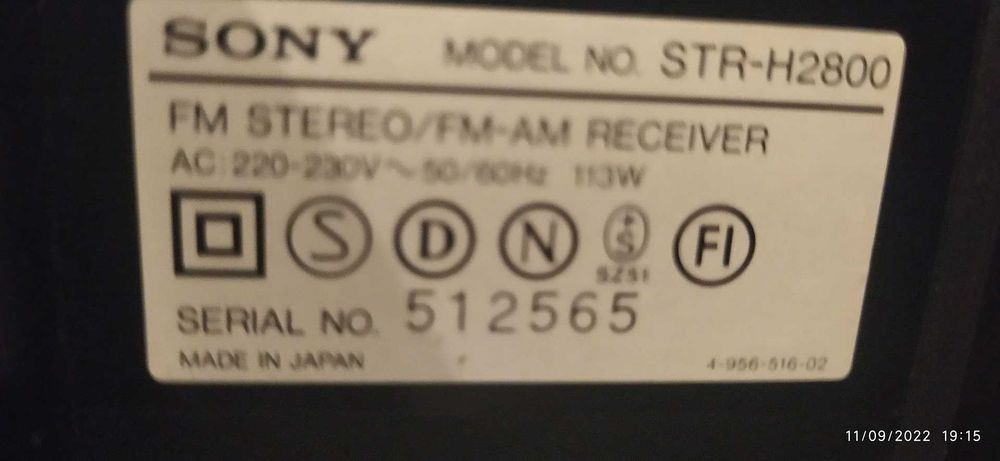 SONY MODEL NO. STR-H2800
FM STEREO/FM-AM RECEIVER
AC: 220-230V ~ 50/60Hz 113W
S D N +S FI
SZS1
SERIAL NO. 512565
MADE IN JAPAN 4-956-516-02
11/09/2022 19:15